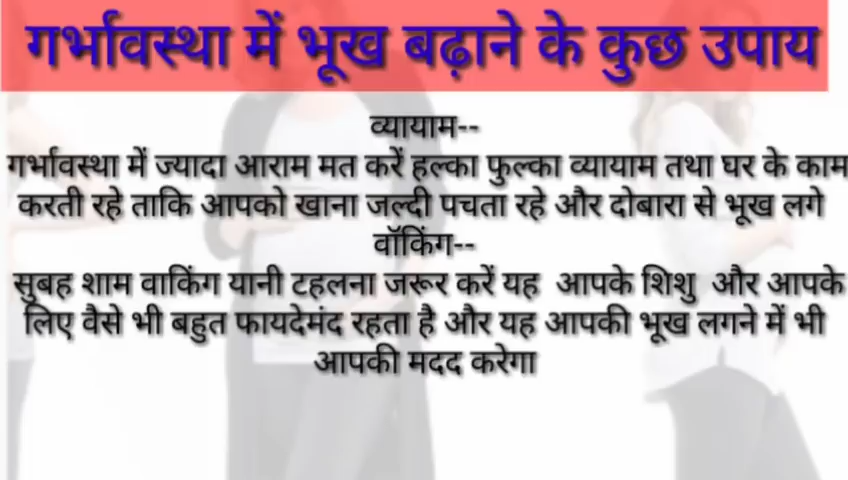 गर्भावस्था में भूख बढ़ाने के कुछ उपाय
व्यायाम--
गर्भावस्था में ज्यादा आराम मत करें हल्का फुल्का व्यायाम तथा घर के काम
करती रहे ताकि आपको खाना जल्दी पचता रहे और दोबारा से भूख लगे
वॉकिंग--
सुबह शाम वाकिंग यानी टहलना जरूर करें यह आपके शिशु और आपके
लिए वैसे भी बहुत फायदेमंद रहता है और यह आपकी भूख लगने में भी
आपकी मदद करेगा